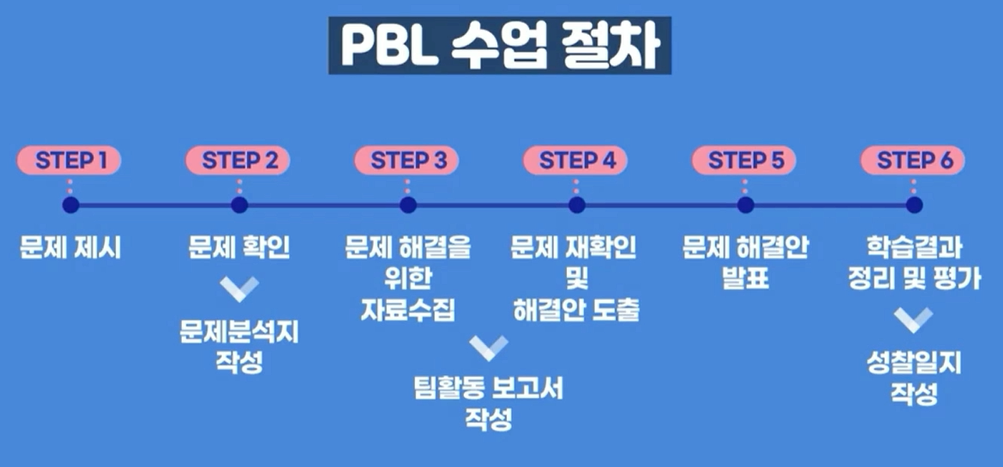 PBL 수업 절차
STEP 1
문제 제시
STEP 2
문제 확인
문제분석지
작성
STEP 3
문제 해결을
위한
자료수집
STEP 4
문제 재확인
및
해결안 도출
팀활동 보고서
작성
STEP 5
문제 해결안
발표
STEP 6
학습결과
정리 및 평가
성찰일지
작성